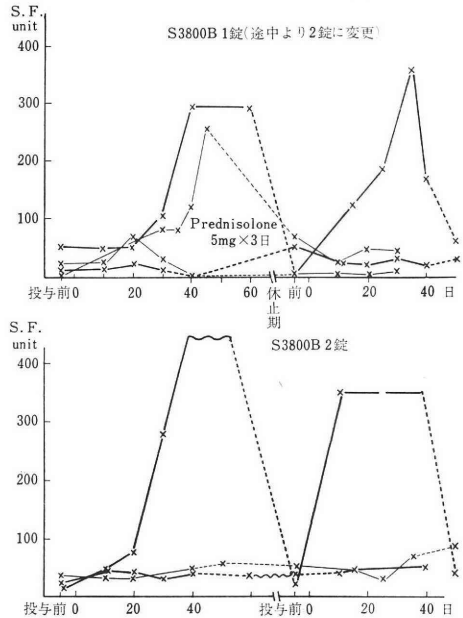 S.F.
unit
S3800B 1錠(途中より2錠に変更)
400
300
200
100
0
Prednisolone
5mg×3日
投与前 0 20 40 60 休止期 前 0 20 40 日
S.F.
unit
S3800B 2錠
400
300
200
100
0
投与前 0 20 40 投与前 0 20 40 日